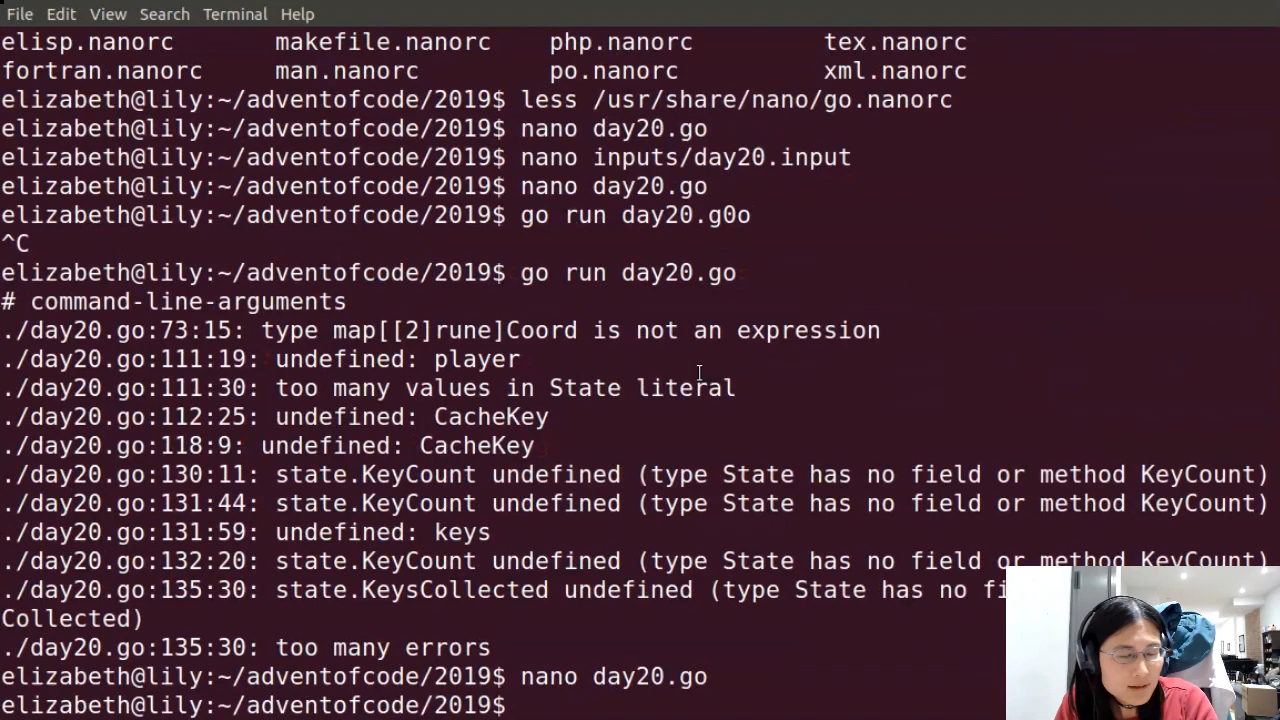 File Edit View Search Terminal Help
elisp.nanorc makefile.nanorc php.nanorc tex.nanorc
fortran.nanorc man.nanorc po.nanorc xml.nanorc
elizabeth@lily:~/adventofcode/2019$ less /usr/share/nano/go.nanorc
elizabeth@lily:~/adventofcode/2019$ nano day20.go
elizabeth@lily:~/adventofcode/2019$ nano inputs/day20.input
elizabeth@lily:~/adventofcode/2019$ nano day20.go
elizabeth@lily:~/adventofcode/2019$ go run day20.g0o
^C
elizabeth@lily:~/adventofcode/2019$ go run day20.go
# command-line-arguments
./day20.go:73:15: type map[[2]rune]Coord is not an expression
./day20.go:111:19: undefined: player
./day20.go:111:30: too many values in State literal
./day20.go:112:25: undefined: CacheKey
./day20.go:118:9: undefined: CacheKey
./day20.go:130:11: state.KeyCount undefined (type State has no field or method KeyCount)
./day20.go:131:44: state.KeyCount undefined (type State has no field or method KeyCount)
./day20.go:131:59: undefined: keys
./day20.go:132:20: state.KeyCount undefined (type State has no field or method KeyCount)
./day20.go:135:30: state.KeysCollected undefined (type State has no fi
Collected)
./day20.go:135:30: too many errors
elizabeth@lily:~/adventofcode/2019$ nano day20.go
elizabeth@lily:~/adventofcode/2019$